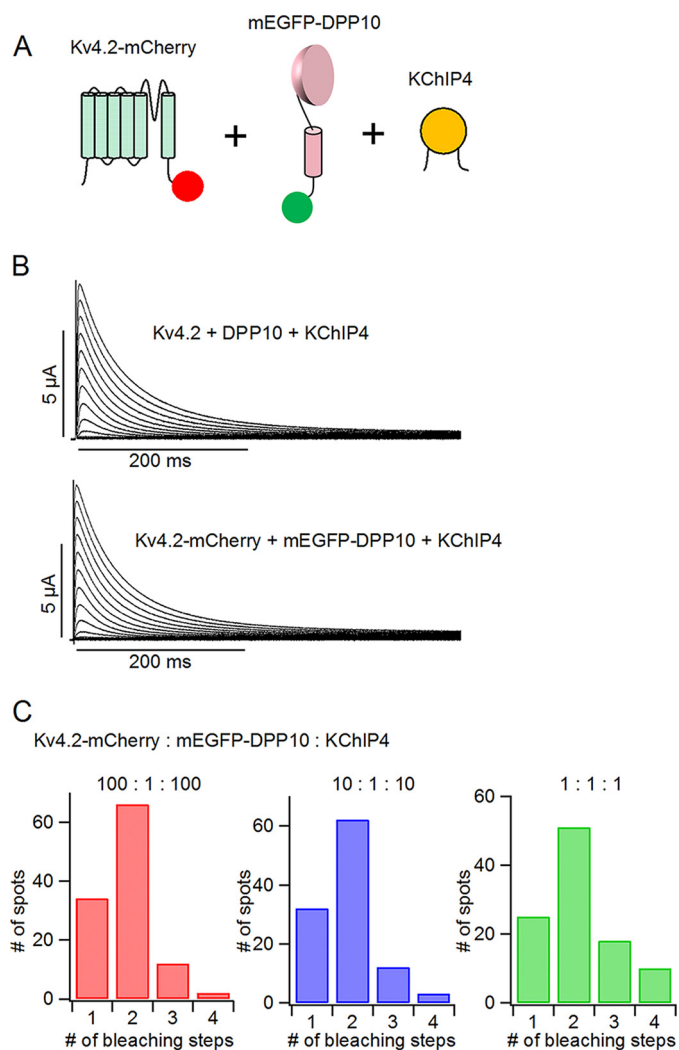 A
Kv4.2-mCherry
mEGFP-DPP10
KChIP4
+
+
B
Kv4.2 + DPP10 + KChIP4
5 µA
200 ms
Kv4.2-mCherry + mEGFP-DPP10 + KChIP4
5 µA
200 ms
C
Kv4.2-mCherry : mEGFP-DPP10 : KChIP4
100 : 1 : 100
# of spots
60
40
20
0
1 2 3 4
# of bleaching steps
10 : 1 : 10
# of spots
60
40
20
0
1 2 3 4
# of bleaching steps
1 : 1 : 1
# of spots
60
40
20
0
1 2 3 4
# of bleaching steps